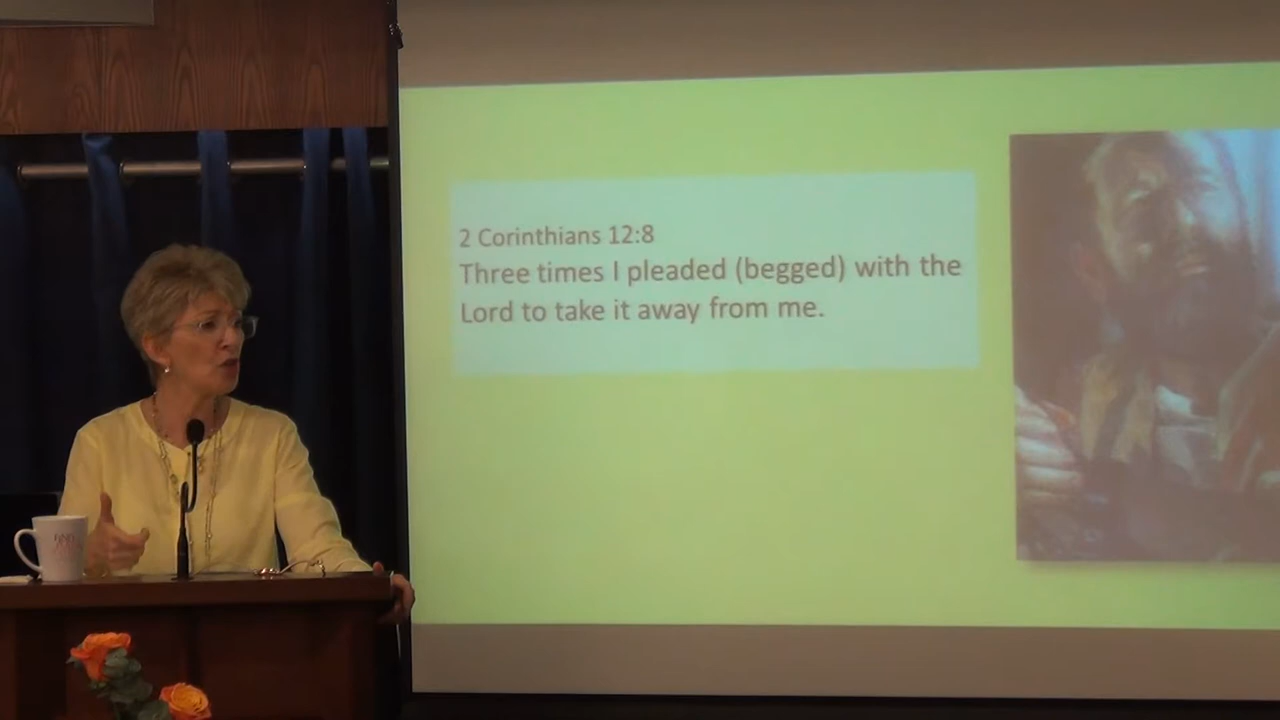 2 Corinthians 12:8
Three times I pleaded (begged) with the
Lord to take it away from me.